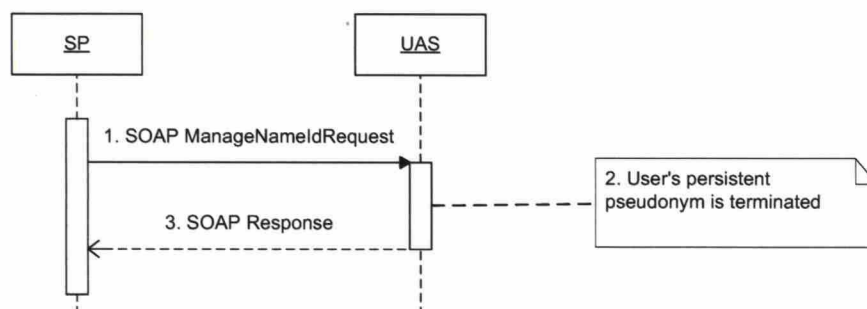 SP
UAS
1. SOAP ManageNameIdRequest
2. User's persistent
pseudonym is terminated
3. SOAP Response